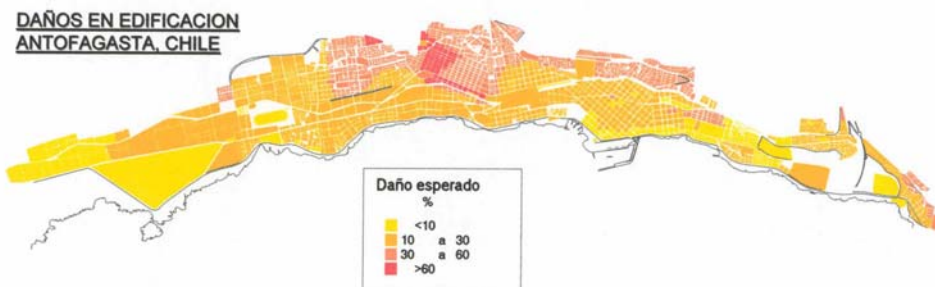 DAÑOS EN EDIFICACION
ANTOFAGASTA, CHILE
Daño esperado
%
<10
10 a 30
30 a 60
>60